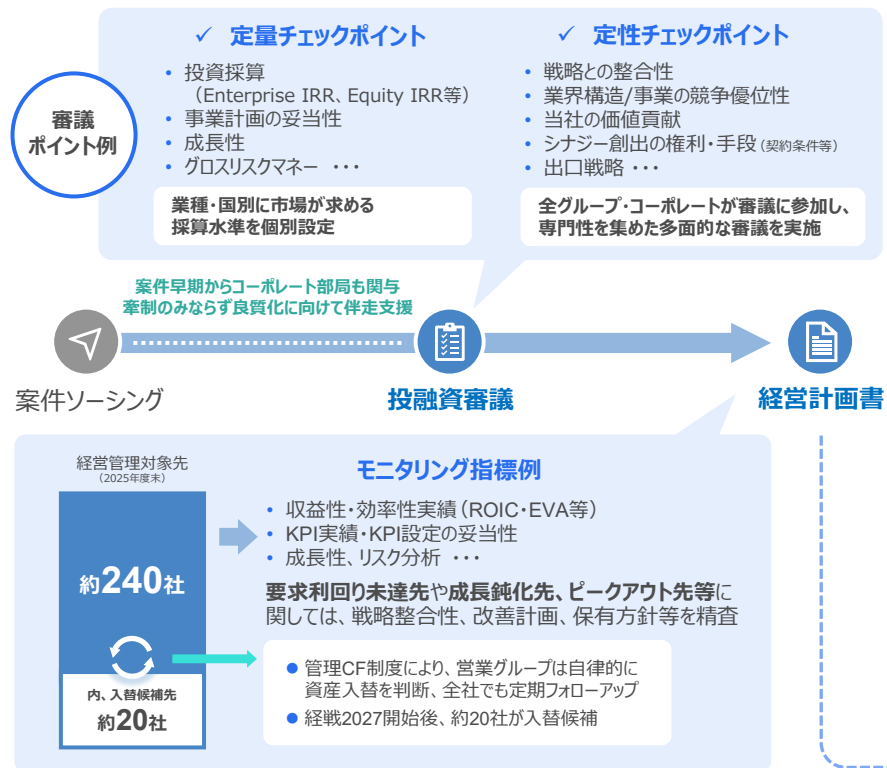 審議
ポイント例
✓ 定量チェックポイント
• 投資採算
（Enterprise IRR、Equity IRR等）
• 事業計画の妥当性
• 成長性
• グロスリスクマネー ・・・
業種・国別に市場が求める
採算水準を個別設定
✓ 定性チェックポイント
• 戦略との整合性
• 業界構造/事業の競争優位性
• 当社の価値貢献
• シナジー創出の権利・手段（契約条件等）
• 出口戦略 ・・・
全グループ・コーポレートが審議に参加し、
専門性を集めた多面的な審議を実施
案件早期からコーポレート部局も関与
牽制のみならず良質化に向けて伴走支援
案件ソーシング
投融資審議
経営計画書
経営管理対象先
（2025年度末）
約240社
内、入替候補先
約20社
モニタリング指標例
• 収益性・効率性実績（ROIC・EVA等）
• KPI実績・KPI設定の妥当性
• 成長性、リスク分析 ・・・
要求利回り未達先や成長鈍化先、ピークアウト先等に
関しては、戦略整合性、改善計画、保有方針等を精査
● 管理CF制度により、営業グループは自律的に
資産入替を判断、全社でも定期フォローアップ
● 経戦2027開始後、約20社が入替候補